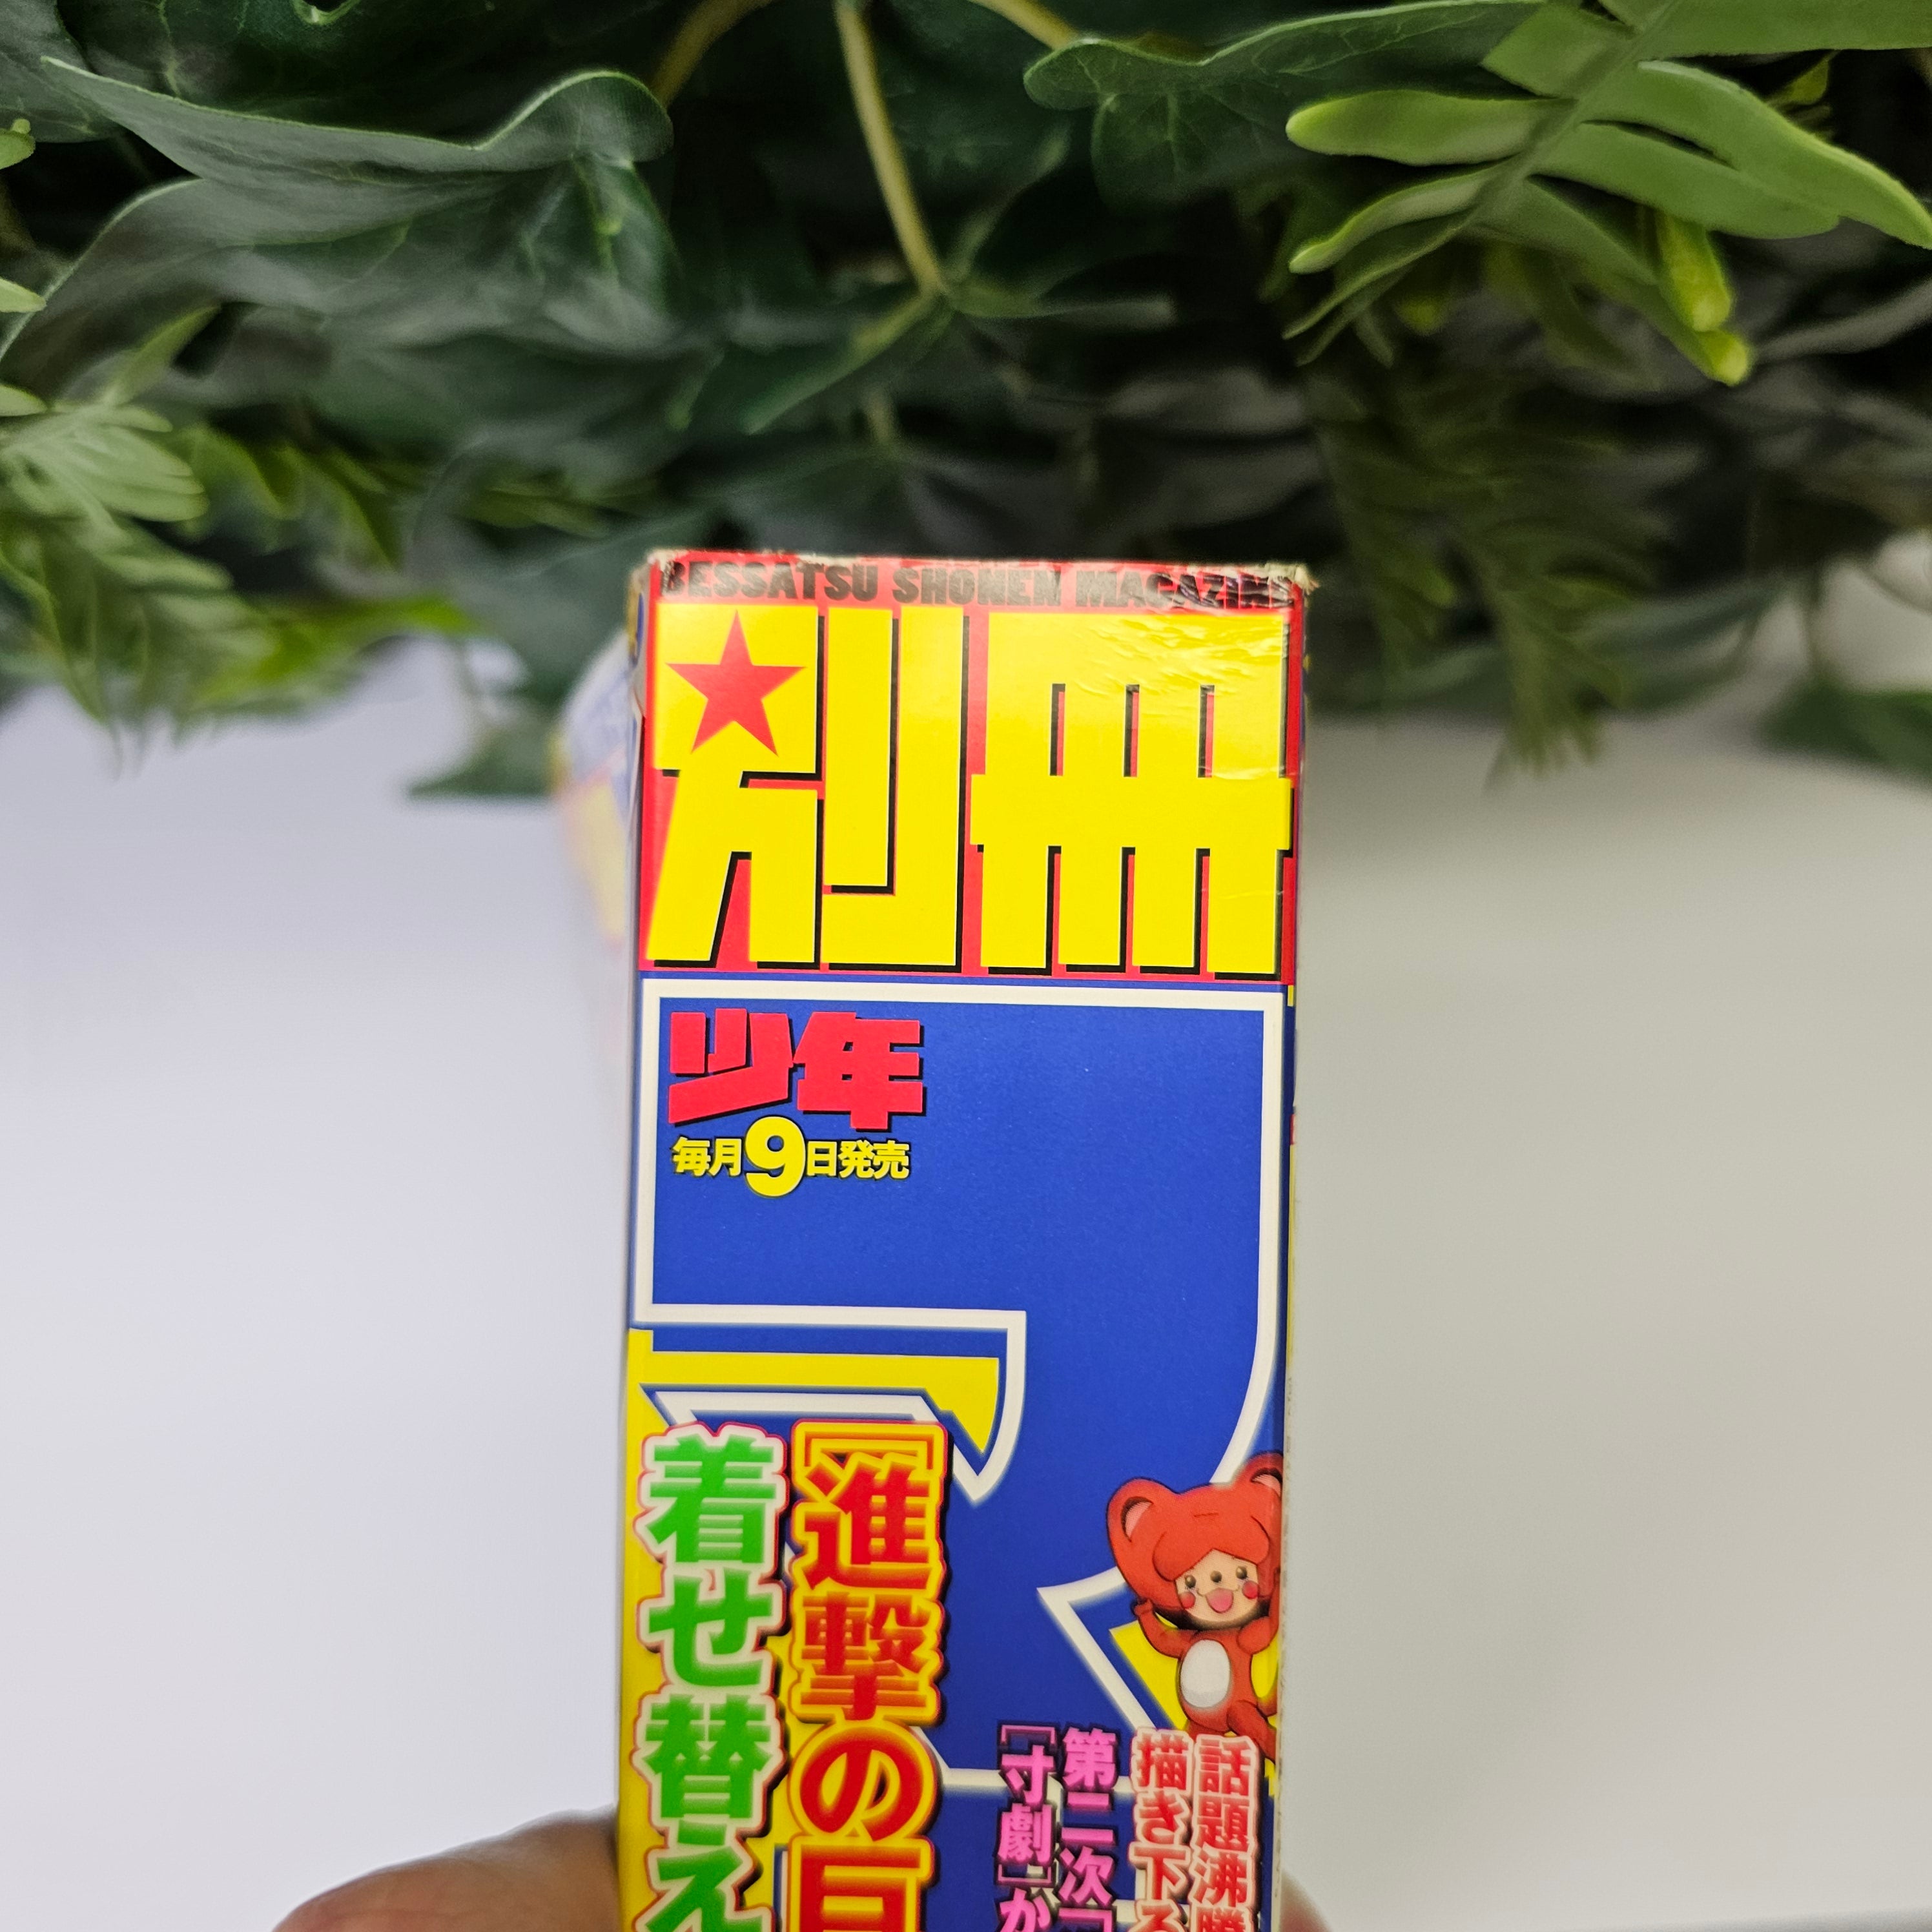 BESSATSU SHONEN MAGAZINE
別冊
少年
毎月9日発売
話題沸騰
描き下ろ
第二次「
「寸劇」か
「進撃の巨
着せ替え